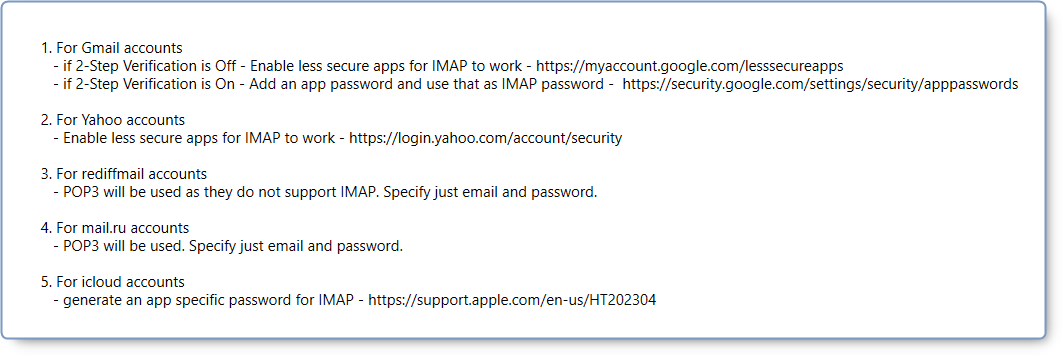 1. For Gmail accounts
- if 2-Step Verification is Off - Enable less secure apps for IMAP to work - https://myaccount.google.com/lesssecureapps
- if 2-Step Verification is On - Add an app password and use that as IMAP password -  https://security.google.com/settings/security/apppasswords
2. For Yahoo accounts
- Enable less secure apps for IMAP to work - https://login.yahoo.com/account/security
3. For rediffmail accounts
- POP3 will be used as they do not support IMAP. Specify just email and password.
4. For mail.ru accounts
- POP3 will be used. Specify just email and password.
5. For icloud accounts
- generate an app specific password for IMAP - https://support.apple.com/en-us/HT202304